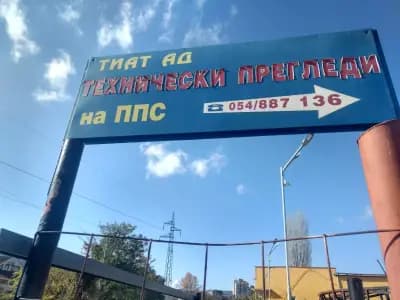 ТИАТ АД
ТЕХНИЧЕСКИ ПРЕГЛЕДИ
на ППС
☎ 054/887 136